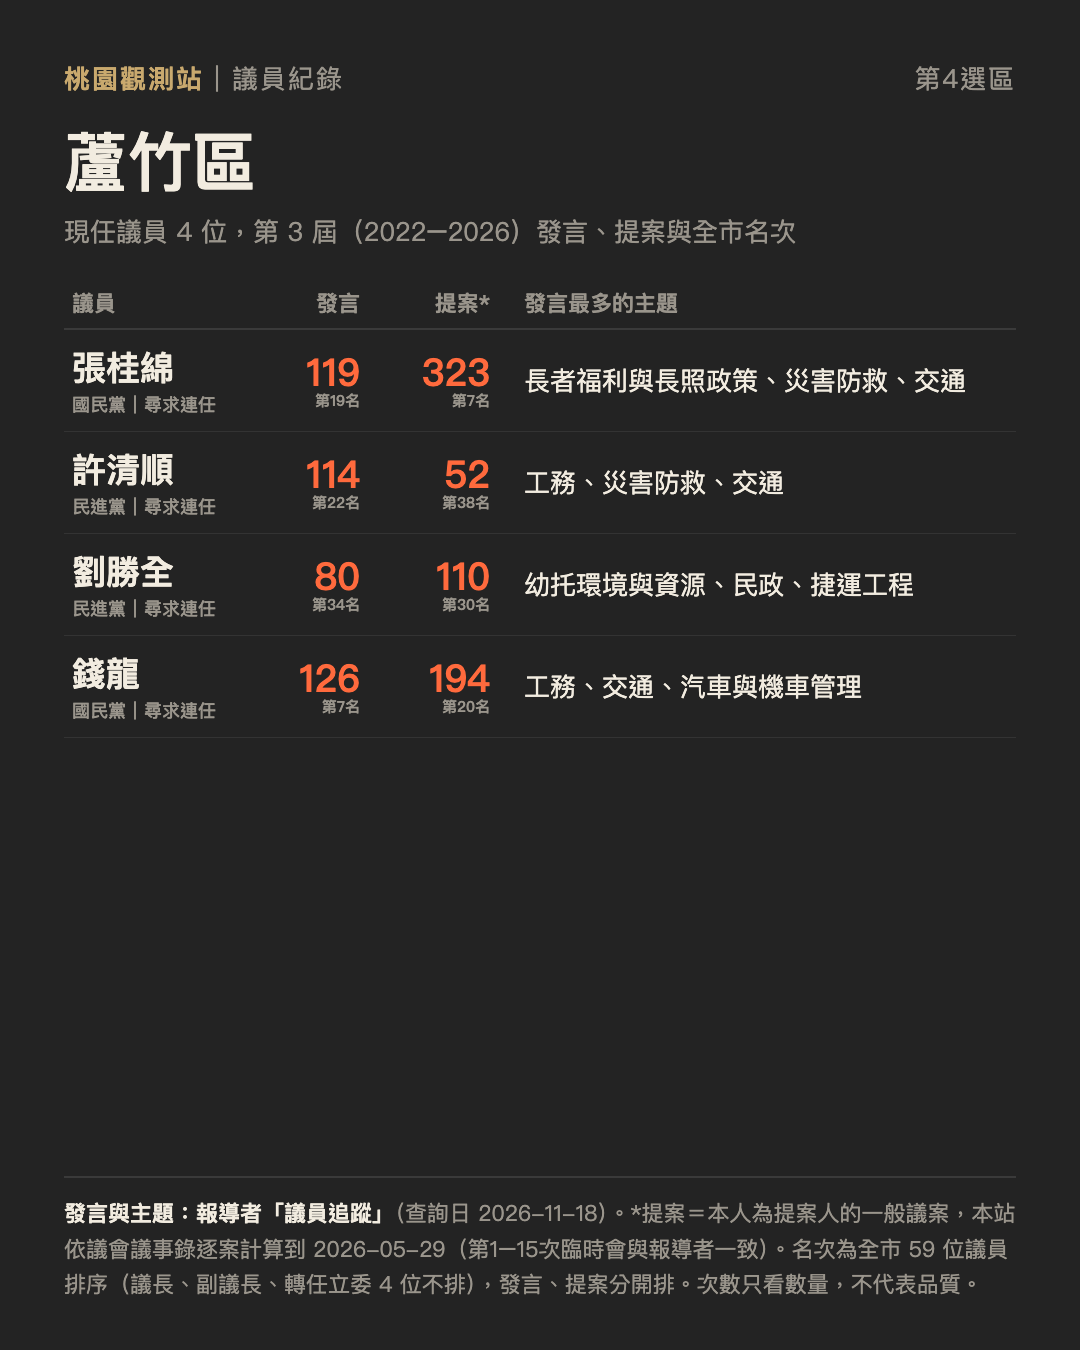 桃園觀測站｜議員紀錄
第4選區
蘆竹區
現任議員 4 位，第 3 屆（2022—2026）發言、提案與全市名次
議員 發言 提案* 發言最多的主題
張桂綿 119 323 長者福利與長照政策、災害防救、交通
國民黨｜尋求連任 第19名 第7名
許清順 114 52 工務、災害防救、交通
民進黨｜尋求連任 第22名 第38名
劉勝全 80 110 幼托環境與資源、民政、捷運工程
民進黨｜尋求連任 第34名 第30名
錢龍 126 194 工務、交通、汽車與機車管理
國民黨｜尋求連任 第7名 第20名
發言與主題：報導者「議員追蹤」（查詢日 2026–11–18）。*提案＝本人為提案人的一般議案，本站
依議會議事錄逐案計算到 2026–05–29（第1—15次臨時會與報導者一致）。名次為全市 59 位議員
排序（議長、副議長、轉任立委 4 位不排），發言、提案分開排。次數只看數量，不代表品質。